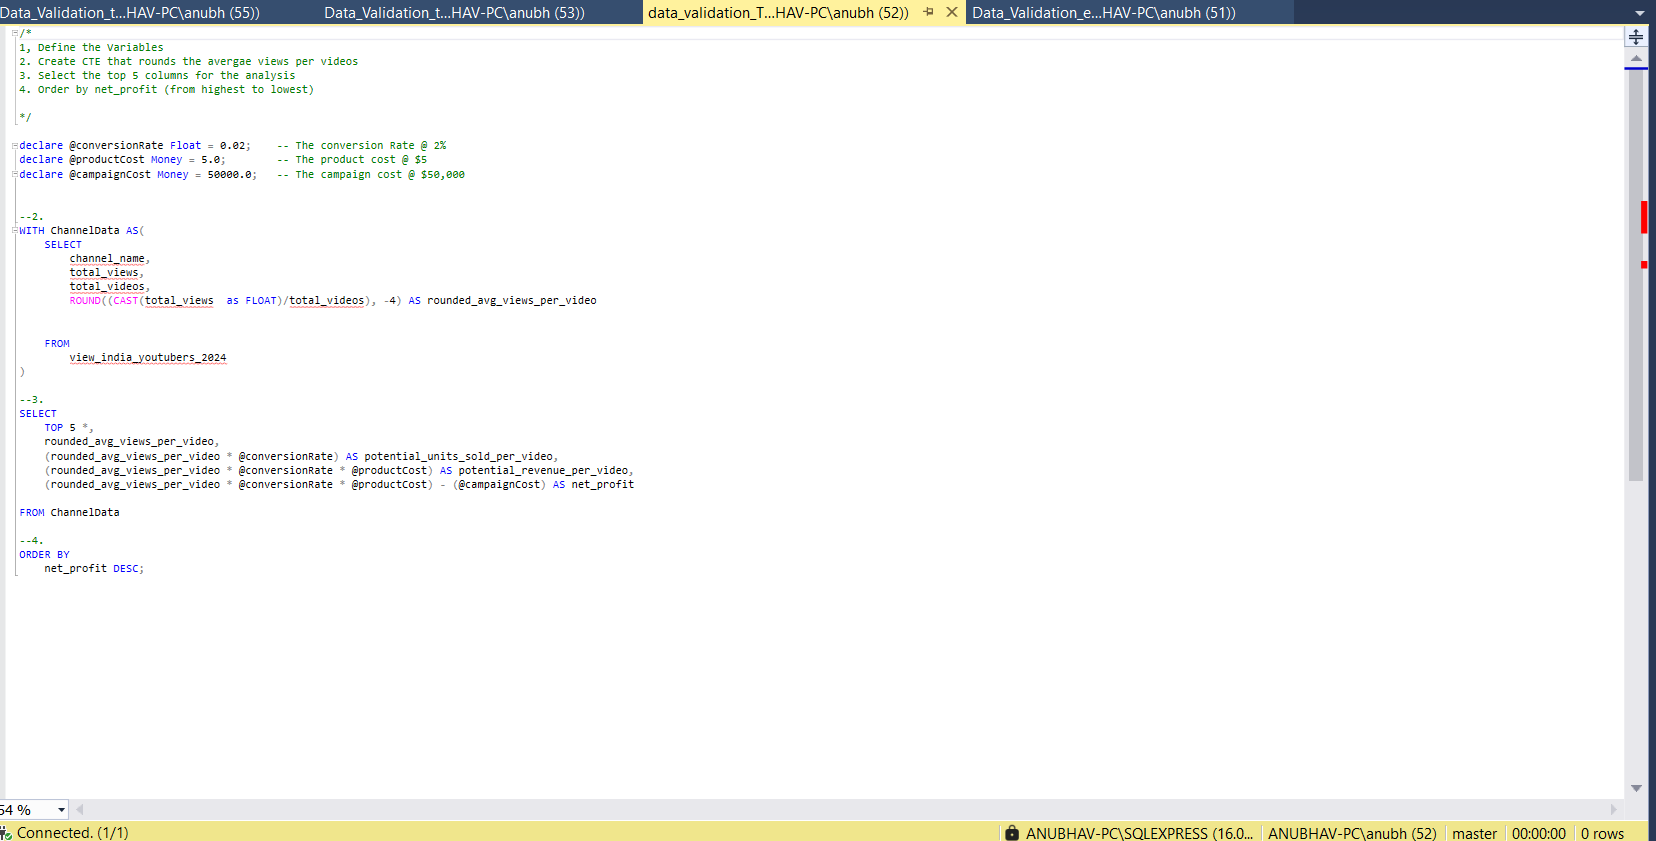 Data_Validation_t...HAV-PC\anubh (55)) Data_Validation_t...HAV-PC\anubh (53)) data_validation_T...HAV-PC\anubh (52)) Data_Validation_e...HAV-PC\anubh (51))
/*
1, Define the Variables
2. Create CTE that rounds the avergae views per videos
3. Select the top 5 columns for the analysis
4. Order by net_profit (from highest to lowest)
*/
declare @conversionRate Float = 0.02; -- The conversion Rate @ 2%
declare @productCost Money = 5.0; -- The product cost @ $5
declare @campaignCost Money = 50000.0; -- The campaign cost @ $50,000
--2.
WITH ChannelData AS(
SELECT
channel_name,
total_views,
total_videos,
ROUND((CAST(total_views as FLOAT)/total_videos), -4) AS rounded_avg_views_per_video
FROM
view_india_youtubers_2024
)
--3.
SELECT
TOP 5 *,
rounded_avg_views_per_video,
(rounded_avg_views_per_video * @conversionRate) AS potential_units_sold_per_video,
(rounded_avg_views_per_video * @conversionRate * @productCost) AS potential_revenue_per_video,
(rounded_avg_views_per_video * @conversionRate * @productCost) - (@campaignCost) AS net_profit
FROM ChannelData
--4.
ORDER BY
net_profit DESC;
54 %
Connected. (1/1) ANUBHAV-PC\SQLEXPRESS (16.0... ANUBHAV-PC\anubh (52) master 00:00:00 0 rows